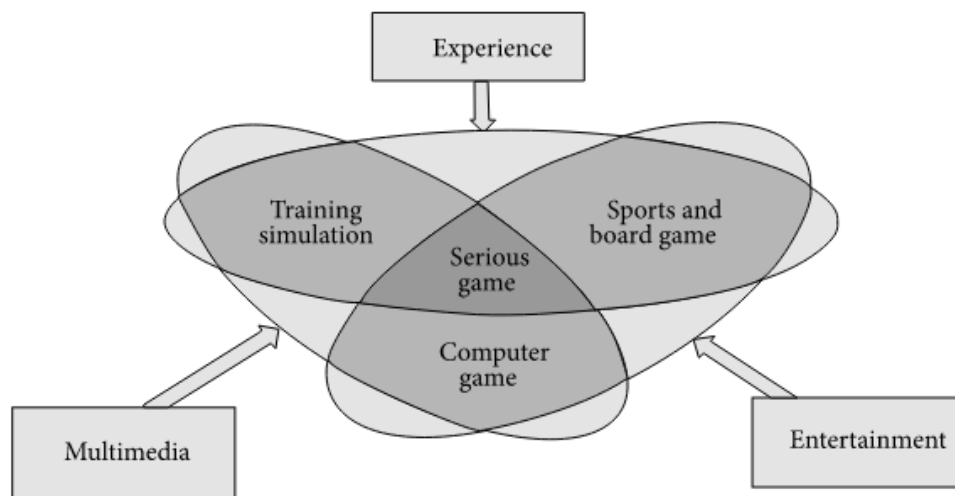 Experience
Training
simulation
Sports and
board game
Serious
game
Computer
game
Multimedia
Entertainment